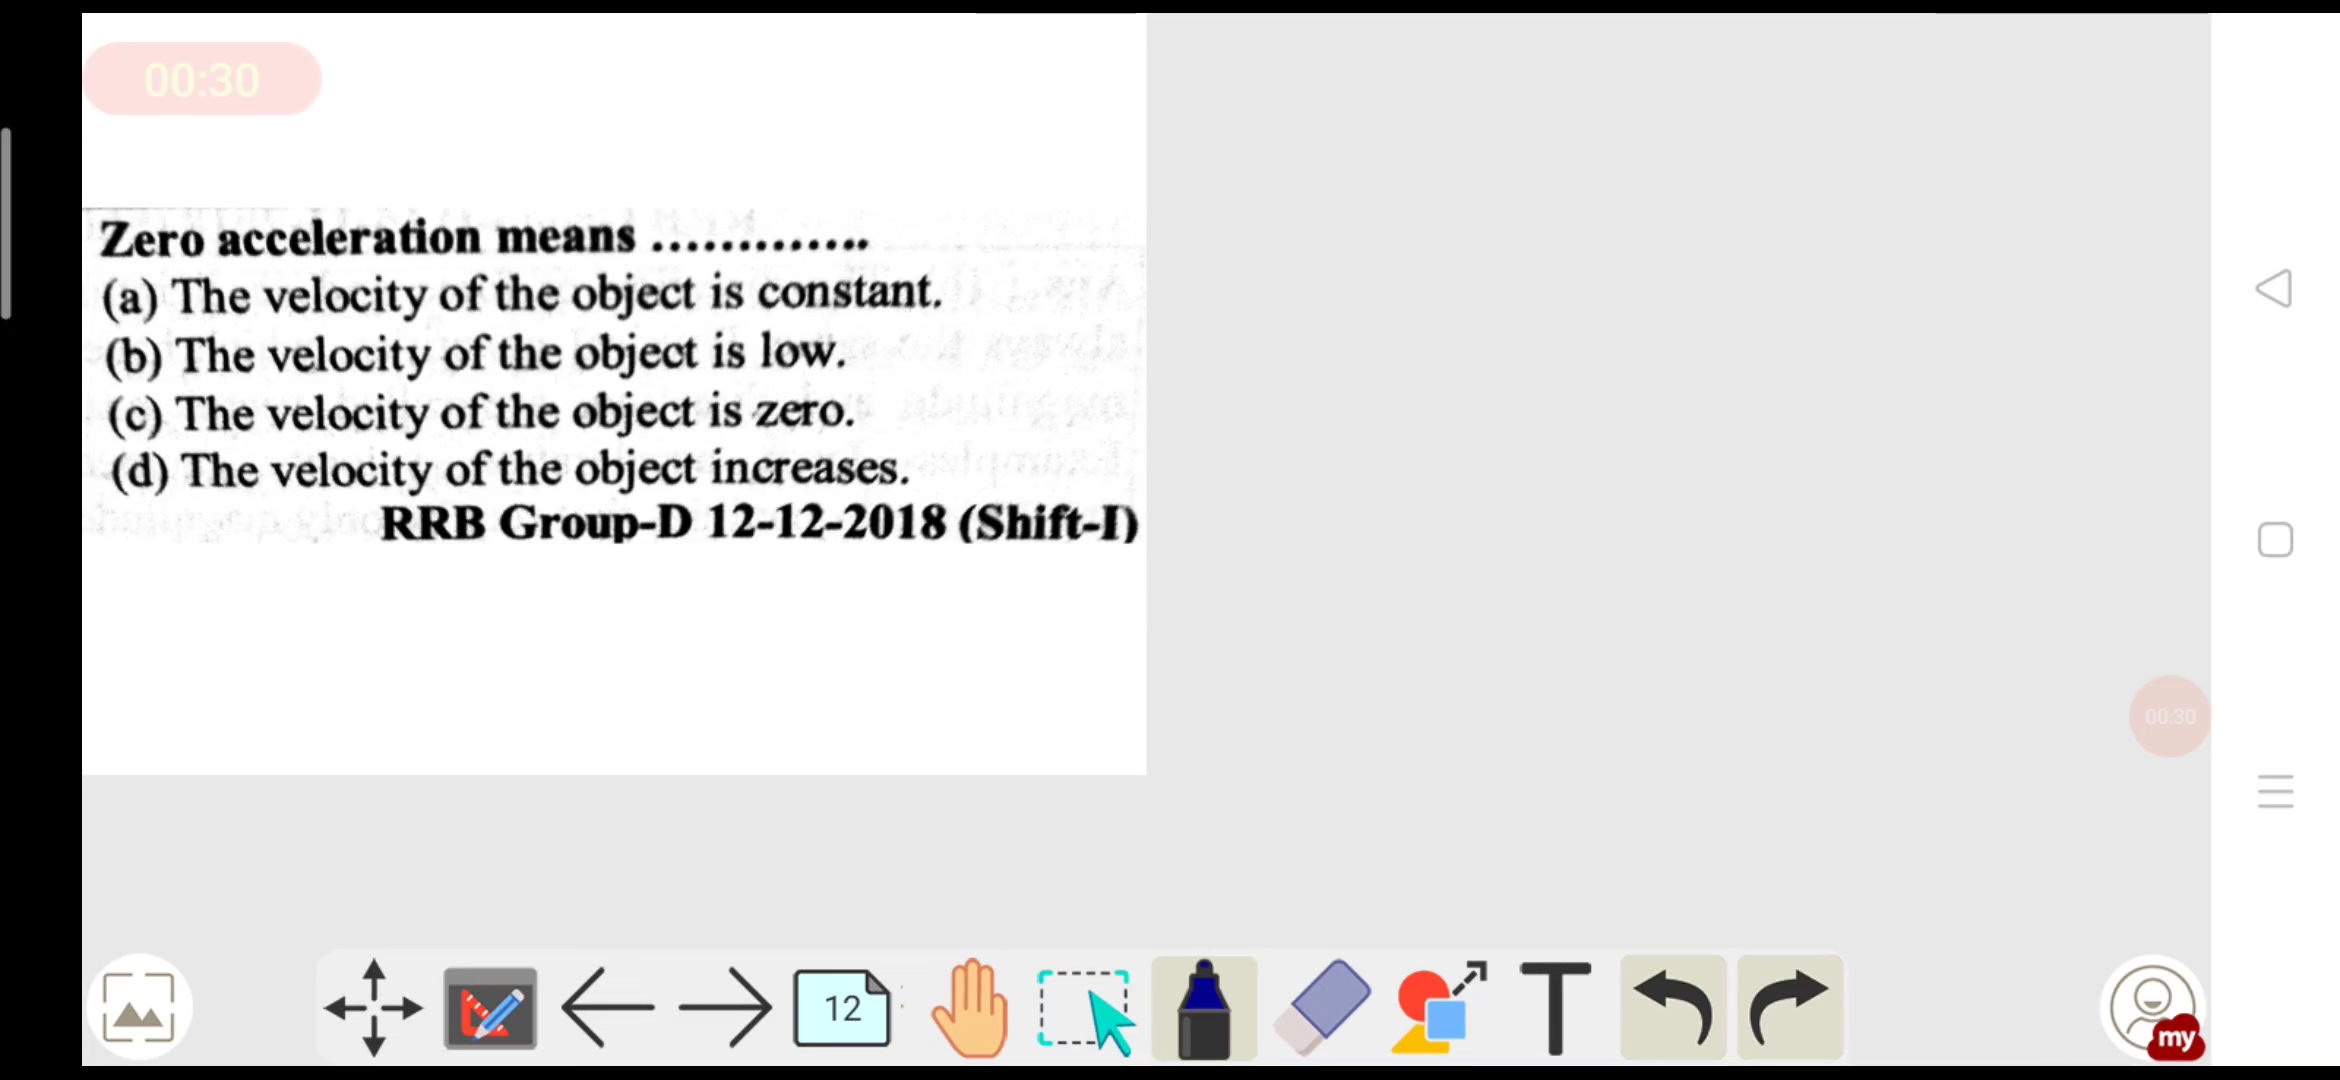 00:30
Zero acceleration means .............
(a) The velocity of the object is constant.
(b) The velocity of the object is low.
(c) The velocity of the object is zero.
(d) The velocity of the object increases.
RRB Group-D 12-12-2018 (Shift-I)
00:30
12
T
my